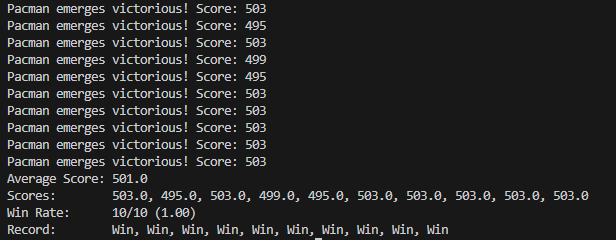 Pacman emerges victorious! Score: 503
Pacman emerges victorious! Score: 495
Pacman emerges victorious! Score: 503
Pacman emerges victorious! Score: 499
Pacman emerges victorious! Score: 495
Pacman emerges victorious! Score: 503
Pacman emerges victorious! Score: 503
Pacman emerges victorious! Score: 503
Pacman emerges victorious! Score: 503
Pacman emerges victorious! Score: 503
Average Score: 501.0
Scores:        503.0, 495.0, 503.0, 499.0, 495.0, 503.0, 503.0, 503.0, 503.0, 503.0
Win Rate:      10/10 (1.00)
Record:        Win, Win, Win, Win, Win, Win, Win, Win, Win, Win